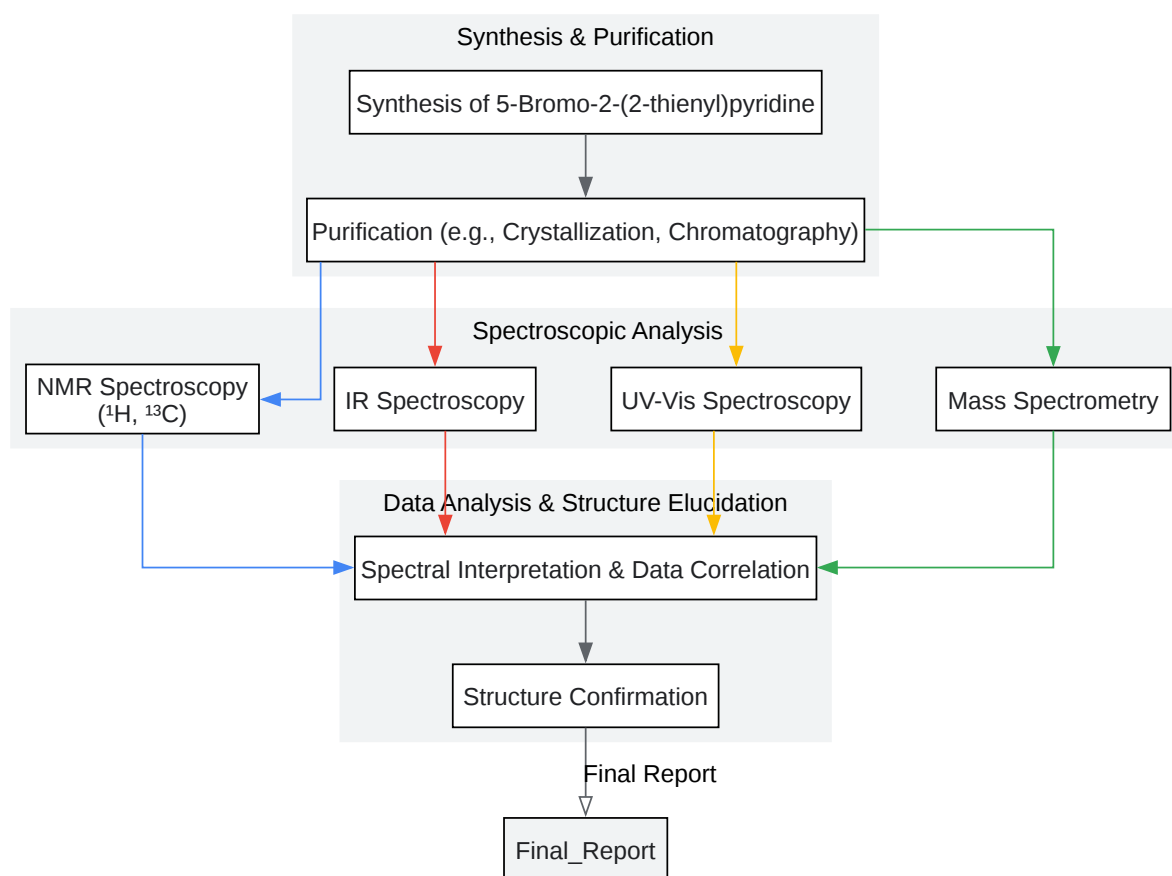 Synthesis & Purification
Synthesis of 5-Bromo-2-(2-thienyl)pyridine
Purification (e.g., Crystallization, Chromatography)
Spectroscopic Analysis
NMR Spectroscopy
(¹H, ¹³C)
IR Spectroscopy
UV-Vis Spectroscopy
Mass Spectrometry
Data Analysis & Structure Elucidation
Spectral Interpretation & Data Correlation
Structure Confirmation
Final Report
Final_Report